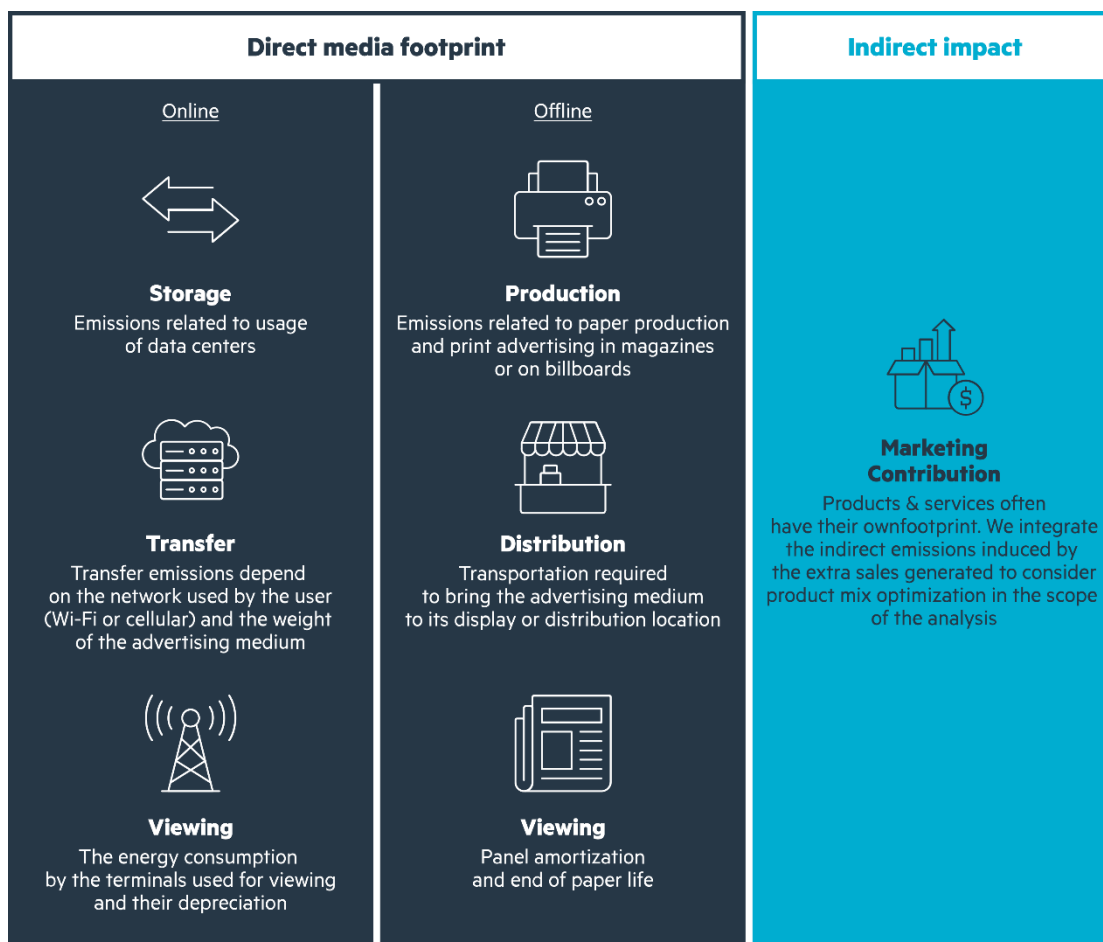 Direct media footprint
Indirect impact
Online
Storage
Emissions related to usage
of data centers
Transfer
Transfer emissions depend
on the network used by the user
(Wi-Fi or cellular) and the weight
of the advertising medium
Viewing
The energy consumption
by the terminals used for viewing
and their depreciation
Offline
Production
Emissions related to paper production
and print advertising in magazines
or on billboards
Distribution
Transportation required
to bring the advertising medium
to its display or distribution location
Viewing
Panel amortization
and end of paper life
$
Marketing
Contribution
Products & services often
have their ownfootprint. We integrate
the indirect emissions induced by
the extra sales generated to consider
product mix optimization in the scope
of the analysis